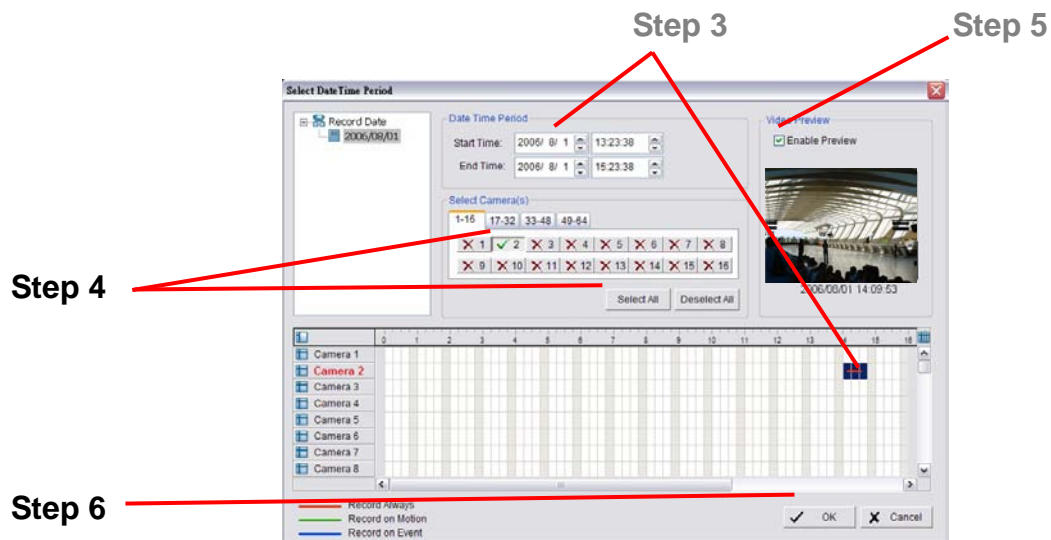 Step 3
Step 5
Select DateTime Period
Record Date
2006/08/01
Date Time Period
Start Time: 2006/ 8/ 1 13:23:38
End Time: 2006/ 8/ 1 15:23:38
Video Preview
Enable Preview
2006/08/01 14:09:53
Select Camera(s)
1-16 17-32 33-48 49-64
1 2 3 4 5 6 7 8
9 10 11 12 13 14 15 16
Select All Deselect All
Step 4
0 1 2 3 4 5 6 7 8 9 10 11 12 13 14 15 16
Camera 1
Camera 2
Camera 3
Camera 4
Camera 5
Camera 6
Camera 7
Camera 8
Step 6
Record Always
Record on Motion
Record on Event
OK Cancel